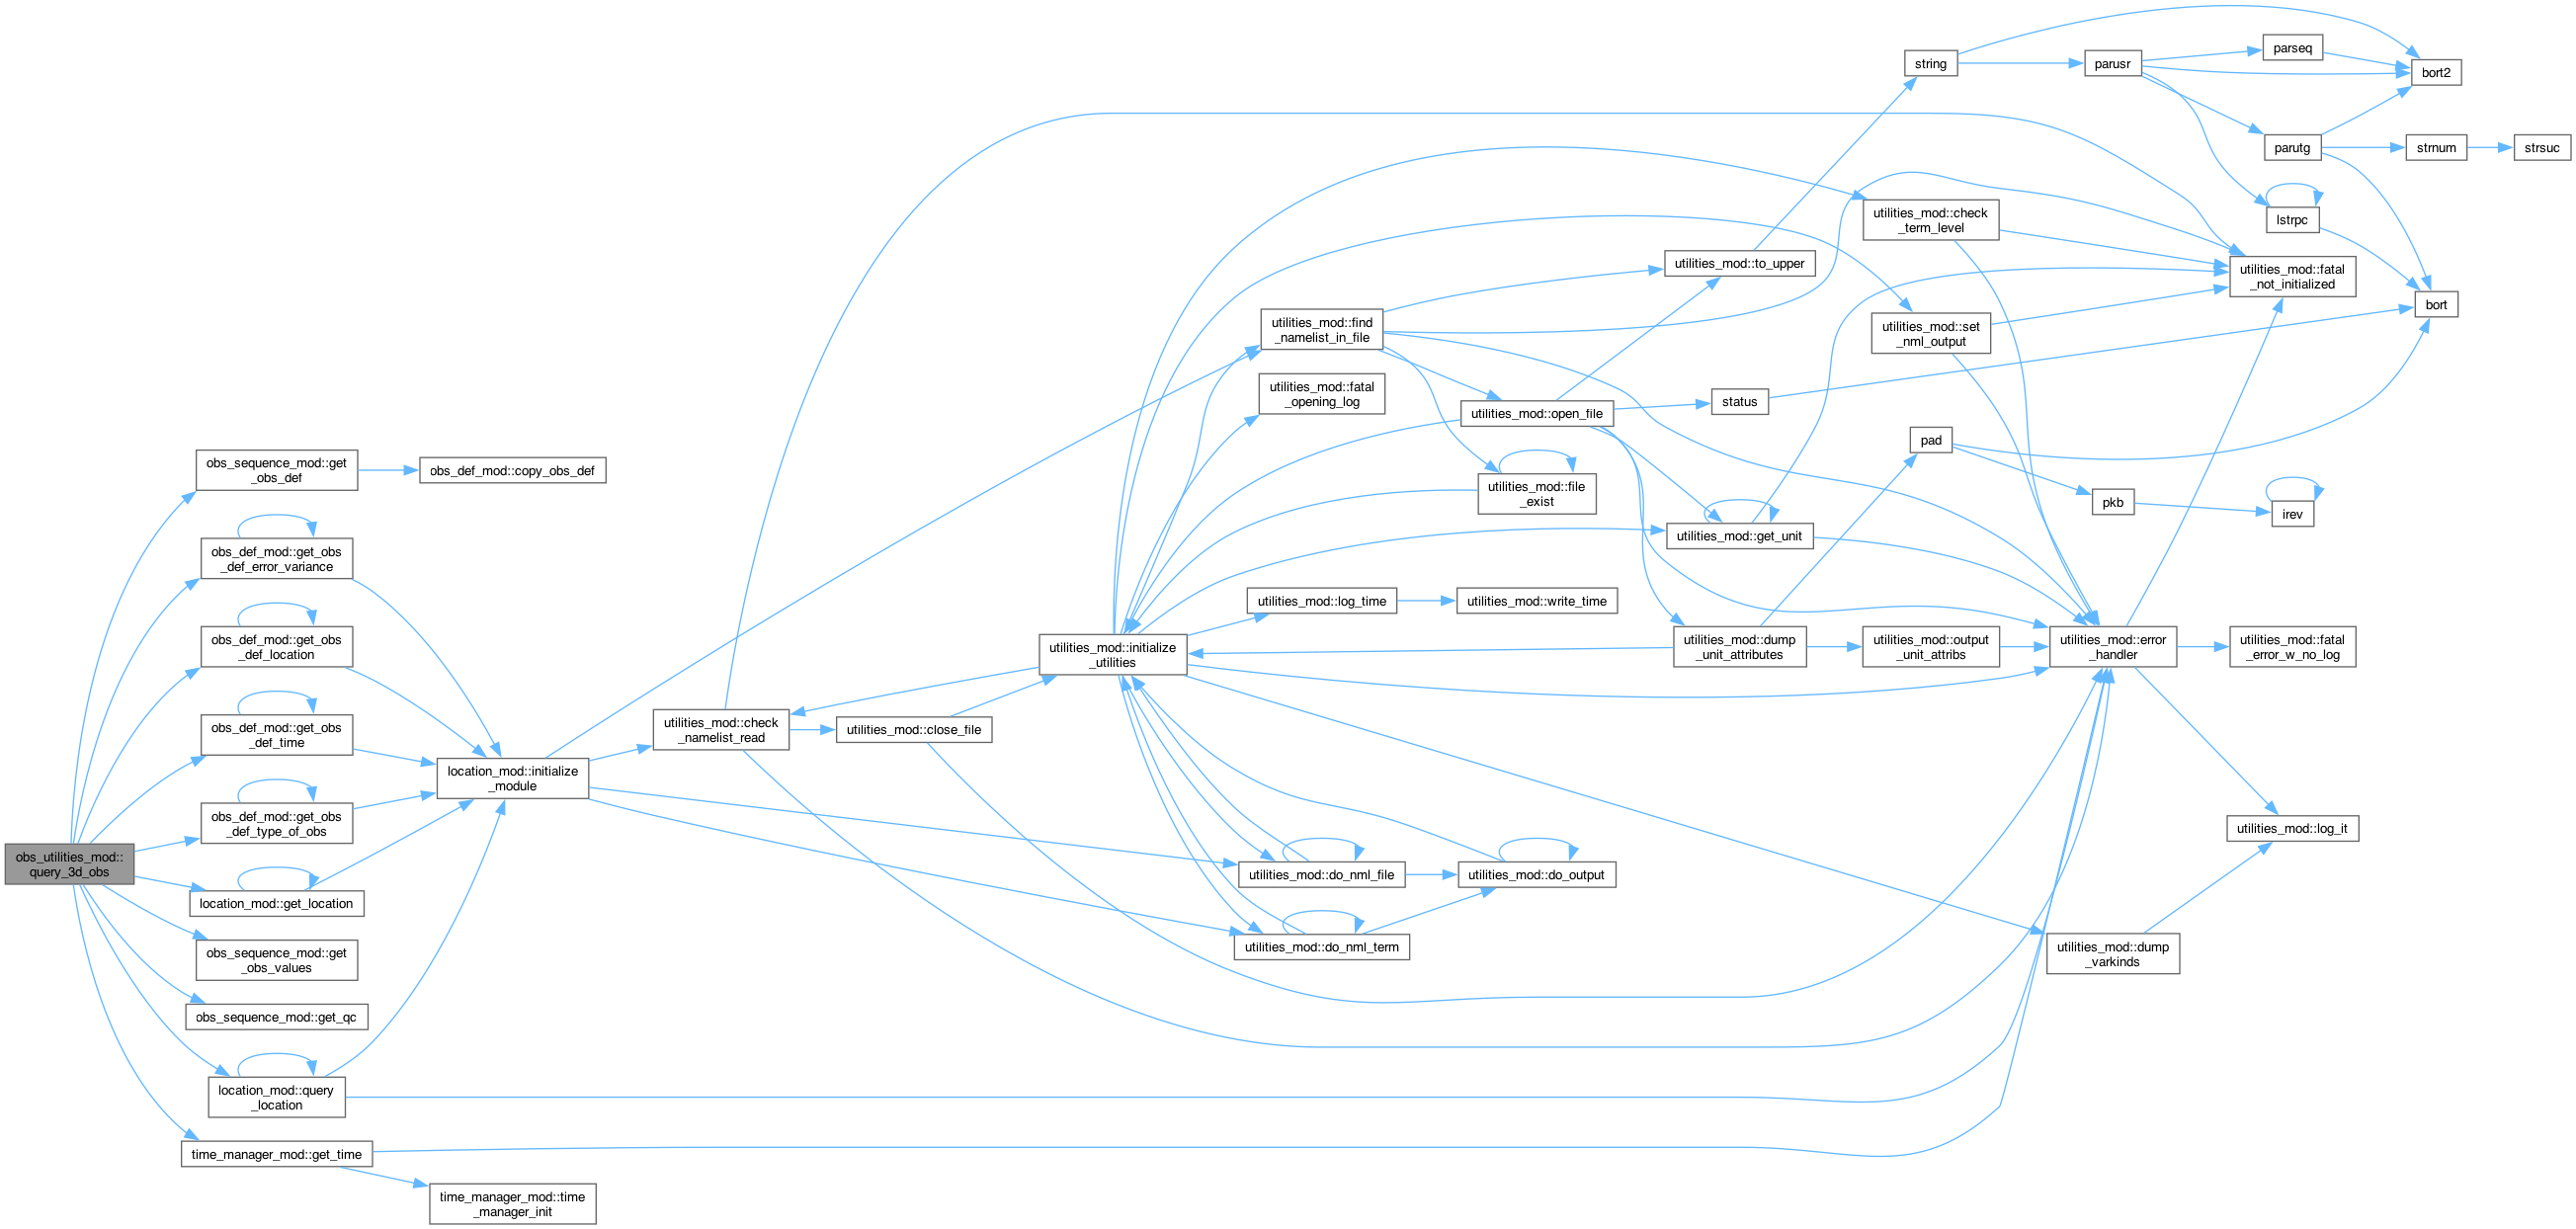 obs_utilities_mod::
query_3d_obs
obs_sequence_mod::get
_obs_def
obs_def_mod::get_obs
_def_error_variance
obs_def_mod::get_obs
_def_location
obs_def_mod::get_obs
_def_time
obs_def_mod::get_obs
_def_type_of_obs
location_mod::get_location
obs_sequence_mod::get
_obs_values
obs_sequence_mod::get_qc
location_mod::query
_location
time_manager_mod::get_time
obs_def_mod::copy_obs_def
location_mod::initialize
_module
time_manager_mod::time
_manager_init
utilities_mod::check
_namelist_read
utilities_mod::close_file
utilities_mod::initialize
_utilities
utilities_mod::find
_namelist_in_file
utilities_mod::fatal
_opening_log
utilities_mod::log_time
utilities_mod::do_nml_file
utilities_mod::do_nml_term
utilities_mod::open_file
utilities_mod::file
_exist
utilities_mod::write_time
utilities_mod::do_output
utilities_mod::to_upper
status
utilities_mod::get_unit
utilities_mod::dump
_unit_attributes
string
utilities_mod::check
_term_level
utilities_mod::set
_nml_output
pad
utilities_mod::output
_unit_attribs
parusr
pkb
utilities_mod::error
_handler
utilities_mod::dump
_varkinds
parseq
parutg
lstrpc
utilities_mod::fatal
_not_initialized
irev
utilities_mod::fatal
_error_w_no_log
utilities_mod::log_it
bort2
strnum
bort
strsuc